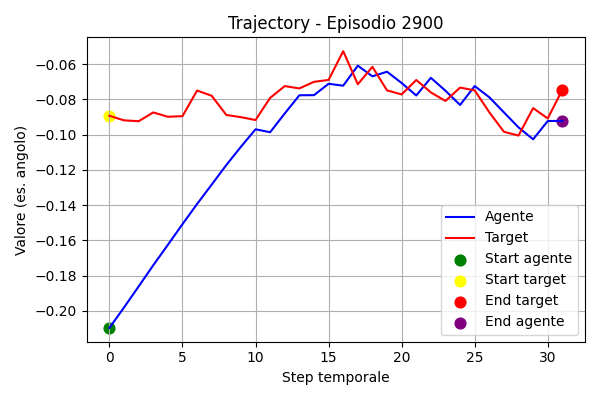 Trajectory - Episodio 2900
Valore (es. angolo)
−0.06
−0.08
−0.10
−0.12
−0.14
−0.16
−0.18
−0.20
0
5
10
15
20
25
30
Step temporale
Agente
Target
Start agente
Start target
End target
End agente